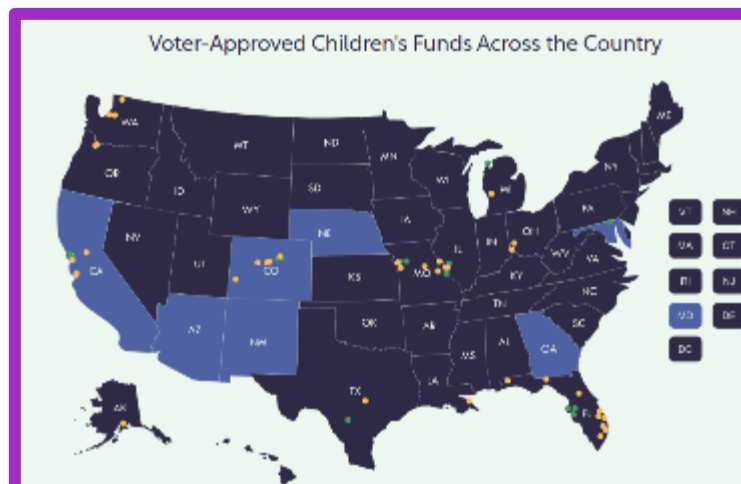 Voter-Approved Children's Funds Across the Country
WA
MT
ND
MN
ME
OR
ID
WY
SD
WI
MI
NY
NV
UT
CO
NE
IA
IL
IN
OH
PA
CA
KS
MO
KY
WV
VA
AZ
NM
OK
AR
TN
NC
TX
LA
MS
AL
GA
SC
FL
AK
VT
NH
MA
CT
RI
NJ
MD
DE
DC